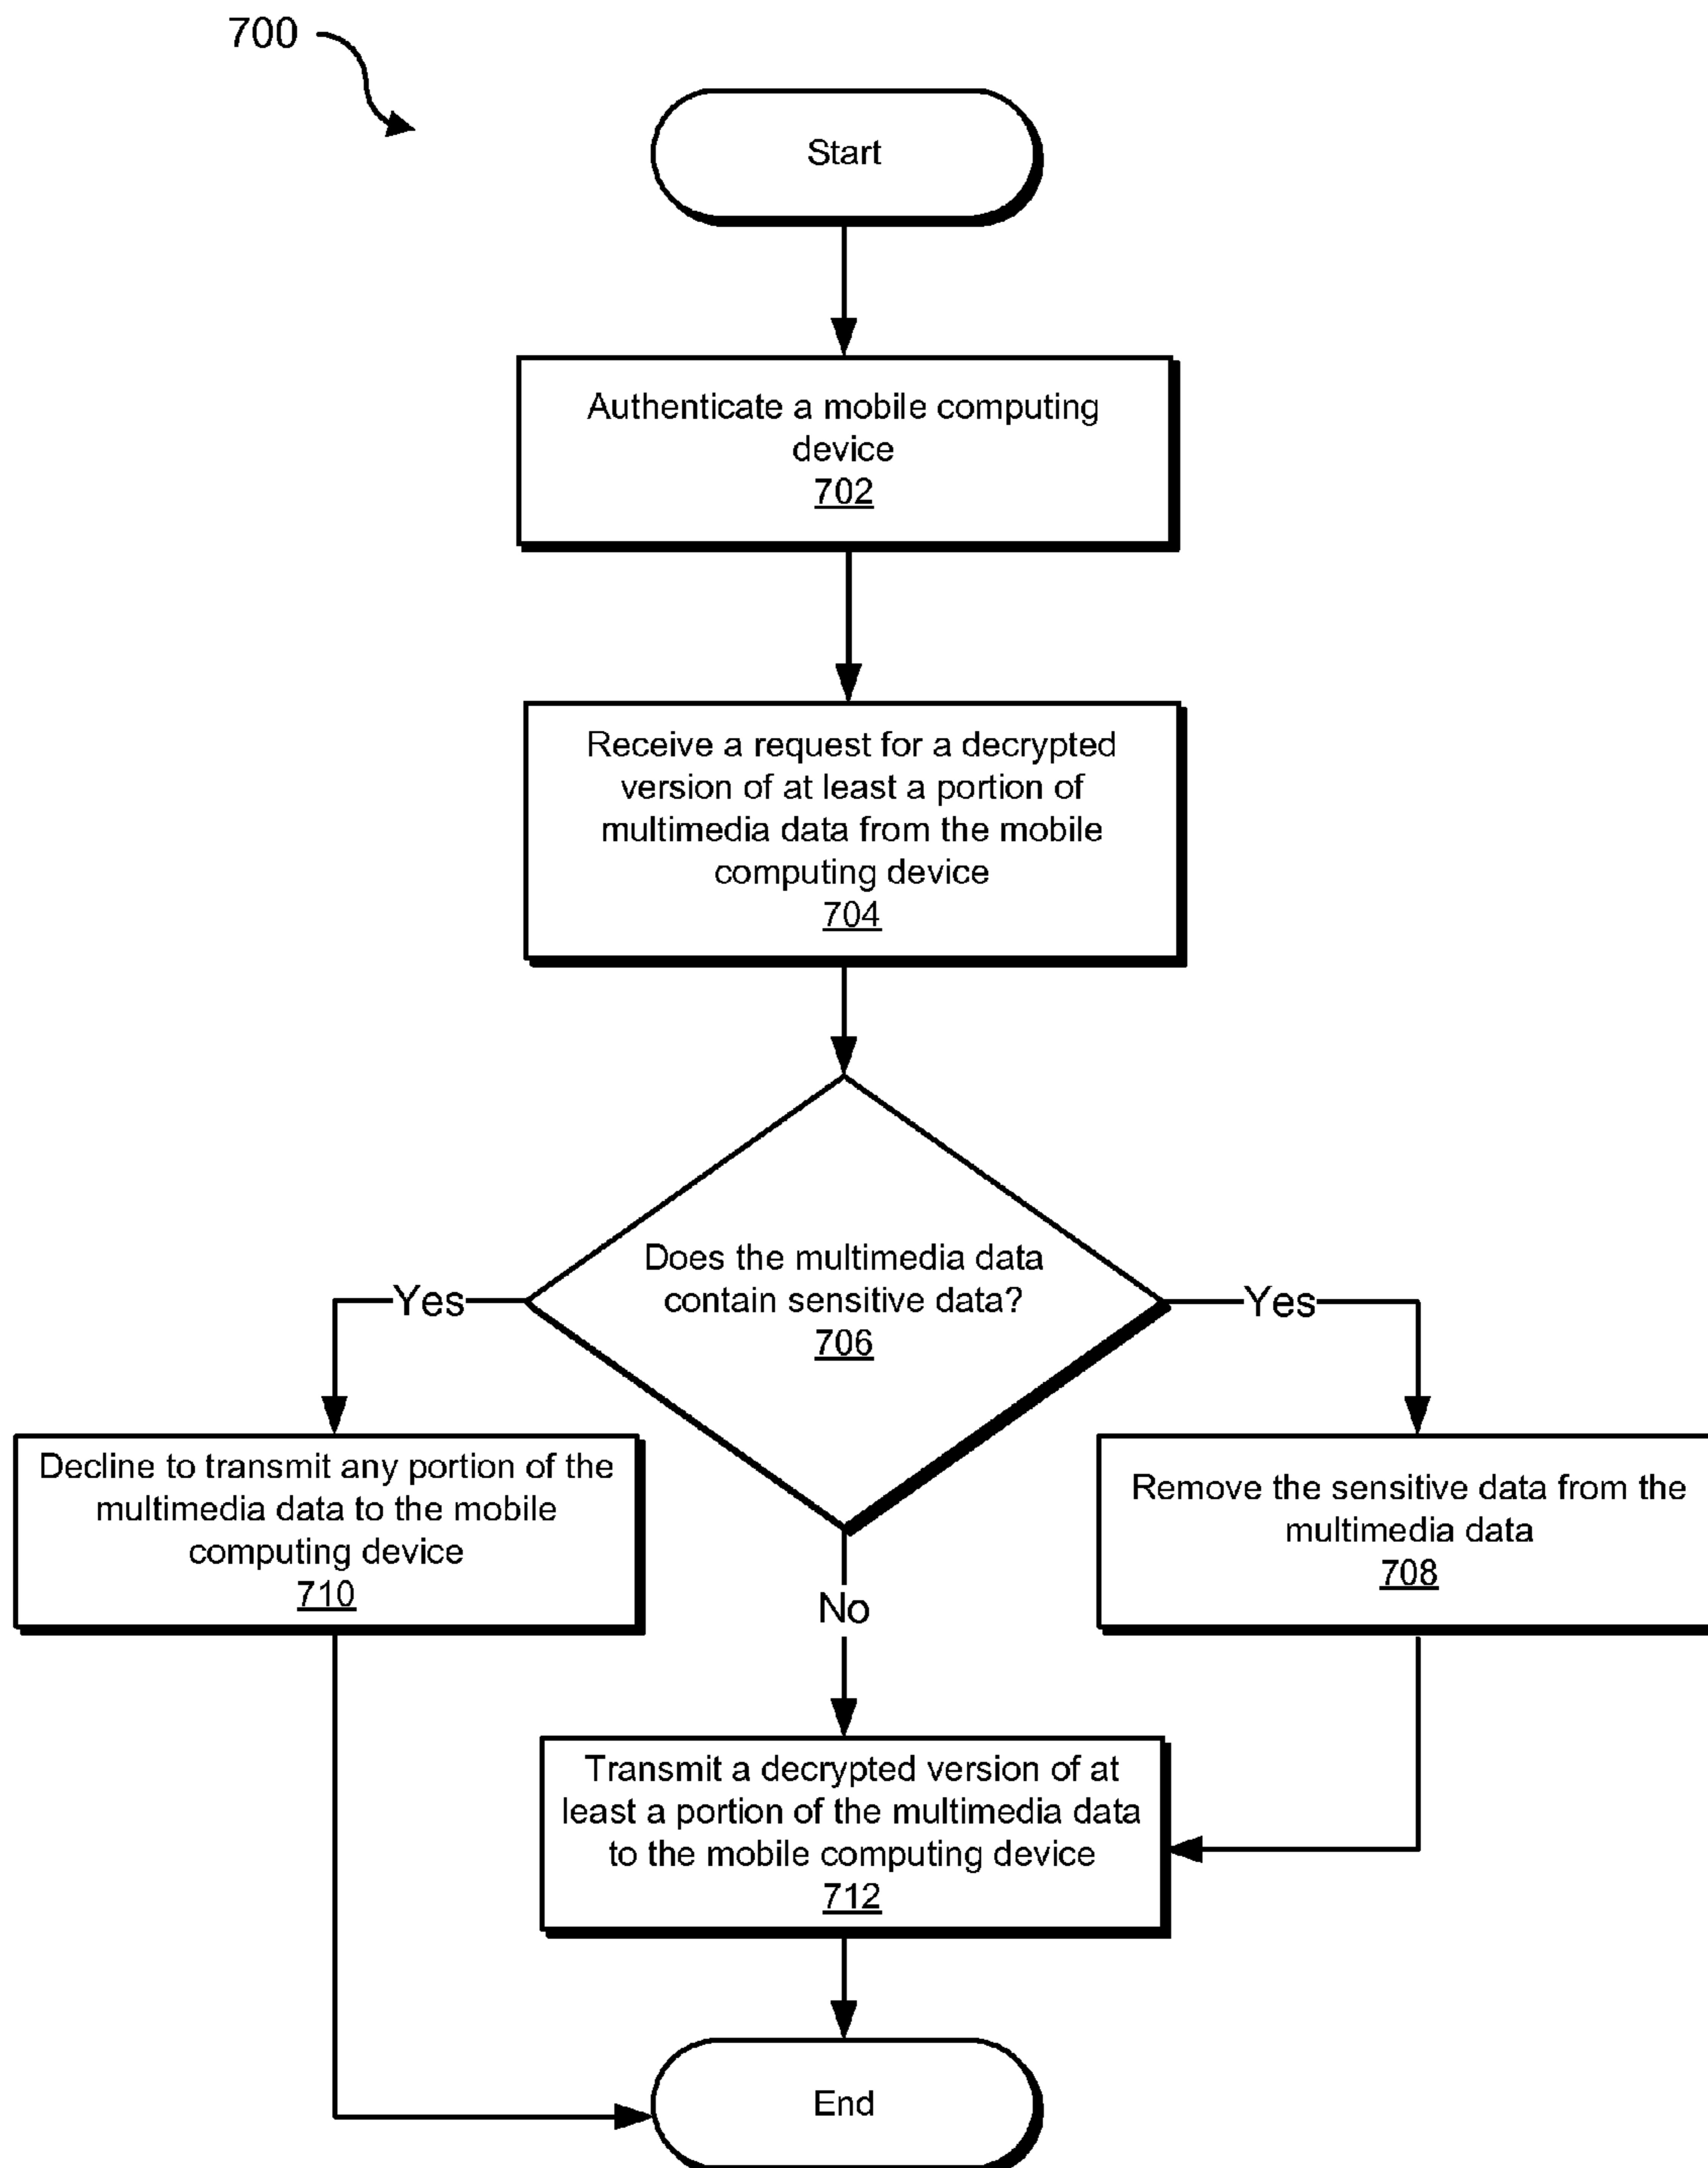 700
Start
Authenticate a mobile computing
device
702
Receive a request for a decrypted
version of at least a portion of
multimedia data from the mobile
computing device
704
Does the multimedia data
contain sensitive data?
706
Yes
Yes
Decline to transmit any portion of the
multimedia data to the mobile
computing device
710
Remove the sensitive data from the
multimedia data
708
No
Transmit a decrypted version of at
least a portion of the multimedia data
to the mobile computing device
712
End